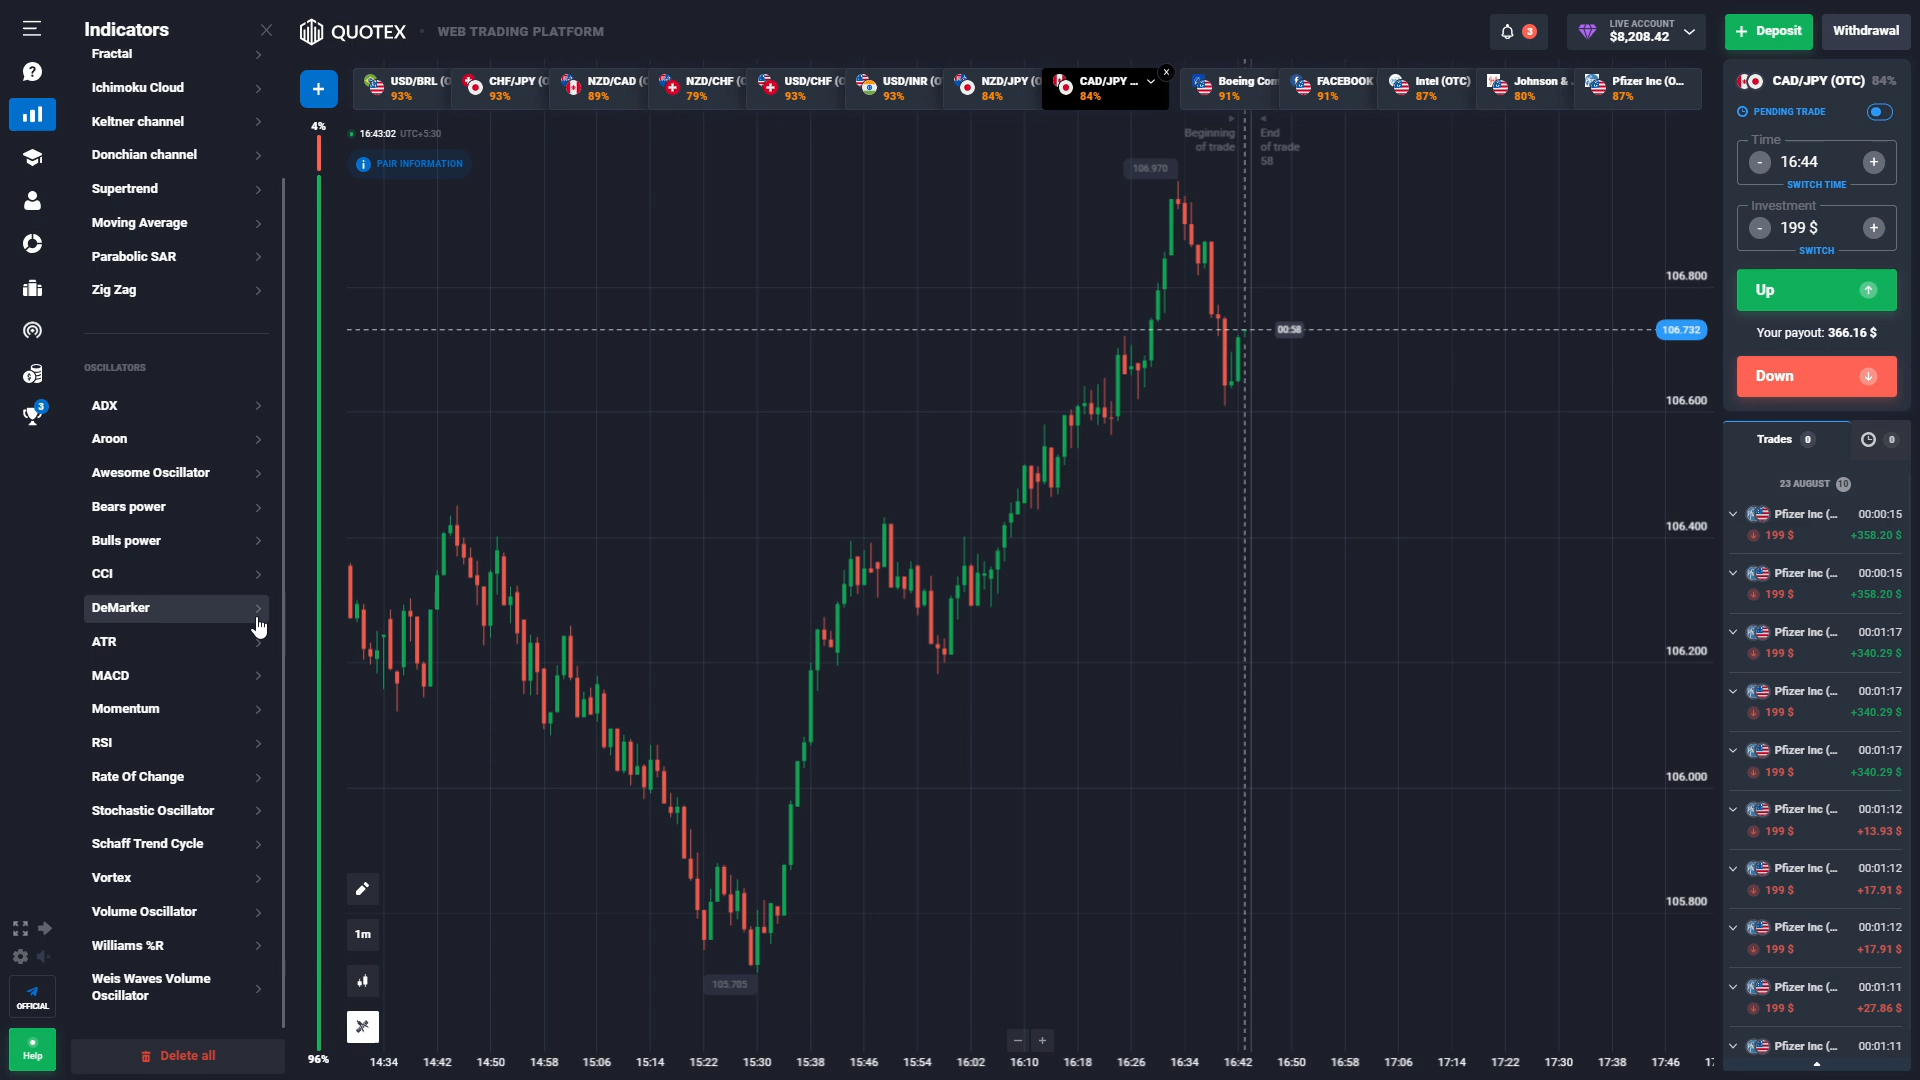 Indicators
Fractal
Ichimoku Cloud
Keltner channel
Donchian channel
Supertrend
Moving Average
Parabolic SAR
Zig Zag
OSCILLATORS
ADX
Aroon
Awesome Oscillator
Bears power
Bulls power
CCI
DeMarker
ATR
MACD
Momentum
RSI
Rate Of Change
Stochastic Oscillator
Schaff Trend Cycle
Vortex
Volume Oscillator
Williams %R
Weis Waves Volume
Oscillator
Delete all
3
OFFICIAL
Help
QUOTEX • WEB TRADING PLATFORM
3
LIVE ACCOUNT
$8,208.42
+ Deposit
Withdrawal
+
USD/BRL (O
93%
CHF/JPY (O
93%
NZD/CAD (
89%
NZD/CHF (
79%
USD/CHF (
93%
USD/INR (O
93%
NZD/JPY (
84%
CAD/JPY ...
84%
Boeing Com
91%
FACEBOOK
91%
Intel (OTC)
87%
Johnson & .
80%
Pfizer Inc (O...
87%
4%
96%
16:43:02 UTC+5:30
PAIR INFORMATION
Beginning
of trade
End
of trade
58
106.970
00:58
106.732
105.705
106.800
106.600
106.400
106.200
106.000
105.800
1m
− +
14:34 14:42 14:50 14:58 15:06 15:14 15:22 15:30 15:38 15:46 15:54 16:02 16:10 16:18 16:26 16:34 16:42 16:50 16:58 17:06 17:14 17:22 17:30 17:38 17:46 17
CAD/JPY (OTC) 84%
PENDING TRADE
Time
- 16:44 +
SWITCH TIME
Investment
- 199 $ +
SWITCH
Up
Your payout: 366.16 $
Down
Trades 0
0
23 AUGUST 10
Pfizer Inc (... 00:00:15
199 $ +358.20 $
Pfizer Inc (... 00:00:15
199 $ +358.20 $
Pfizer Inc (... 00:01:17
199 $ +340.29 $
Pfizer Inc (... 00:01:17
199 $ +340.29 $
Pfizer Inc (... 00:01:17
199 $ +340.29 $
Pfizer Inc (... 00:01:12
199 $ +13.93 $
Pfizer Inc (... 00:01:12
199 $ +17.91 $
Pfizer Inc (... 00:01:12
199 $ +17.91 $
Pfizer Inc (... 00:01:11
199 $ +27.86 $
Pfizer Inc (... 00:01:11